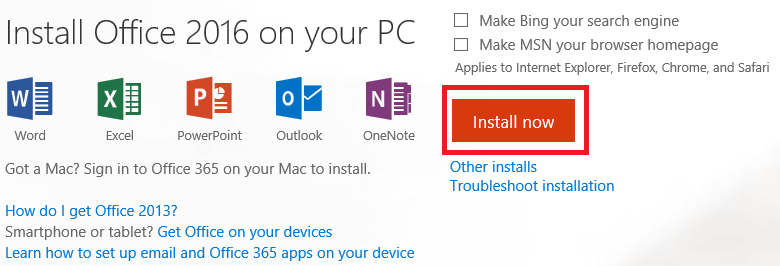 Install Office 2016 on your PC
Word
Excel
PowerPoint
Outlook
OneNote
Got a Mac? Sign in to Office 365 on your Mac to install.
How do I get Office 2013?
Smartphone or tablet? Get Office on your devices
Learn how to set up email and Office 365 apps on your device
Make Bing your search engine
Make MSN your browser homepage
Applies to Internet Explorer, Firefox, Chrome, and Safari
Install now
Other installs
Troubleshoot installation